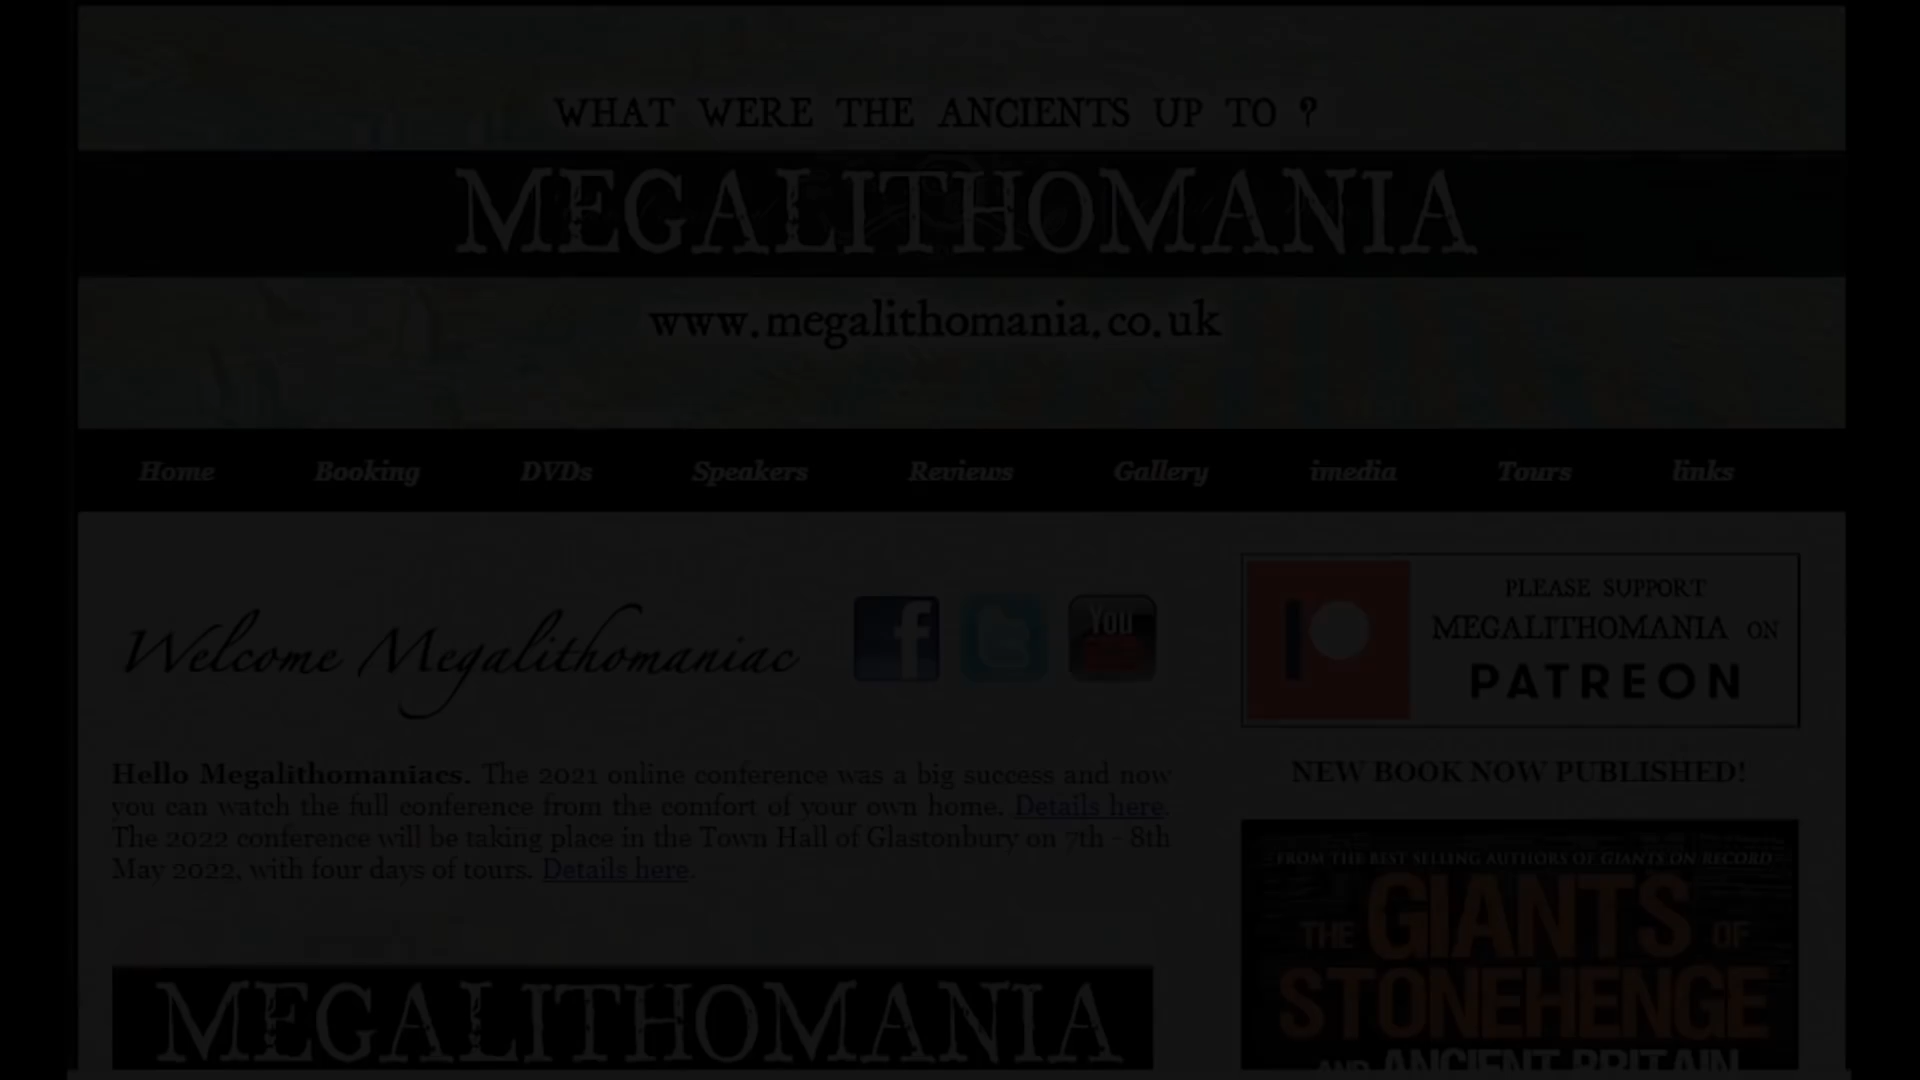 WHAT WERE THE ANCIENTS UP TO ?
MEGALITHOMANIA
www.megalithomania.co.uk
Home Booking DVDs Speakers Reviews Gallery imedia Tours links
Welcome Megalithomaniac
f
t
You
Hello Megalithomaniacs. The 2021 online conference was a big success and now
you can watch the full conference from the comfort of your own home. Details here.
The 2022 conference will be taking place in the Town Hall of Glastonbury on 7th - 8th
May 2022, with four days of tours. Details here.
MEGALITHOMANIA
PLEASE SUPPORT
MEGALITHOMANIA ON
PATREON
NEW BOOK NOW PUBLISHED!
FROM THE BEST SELLING AUTHORS OF GIANTS ON RECORD
THE GIANTS OF
STONEHENGE
AND ANCIENT BRITAIN